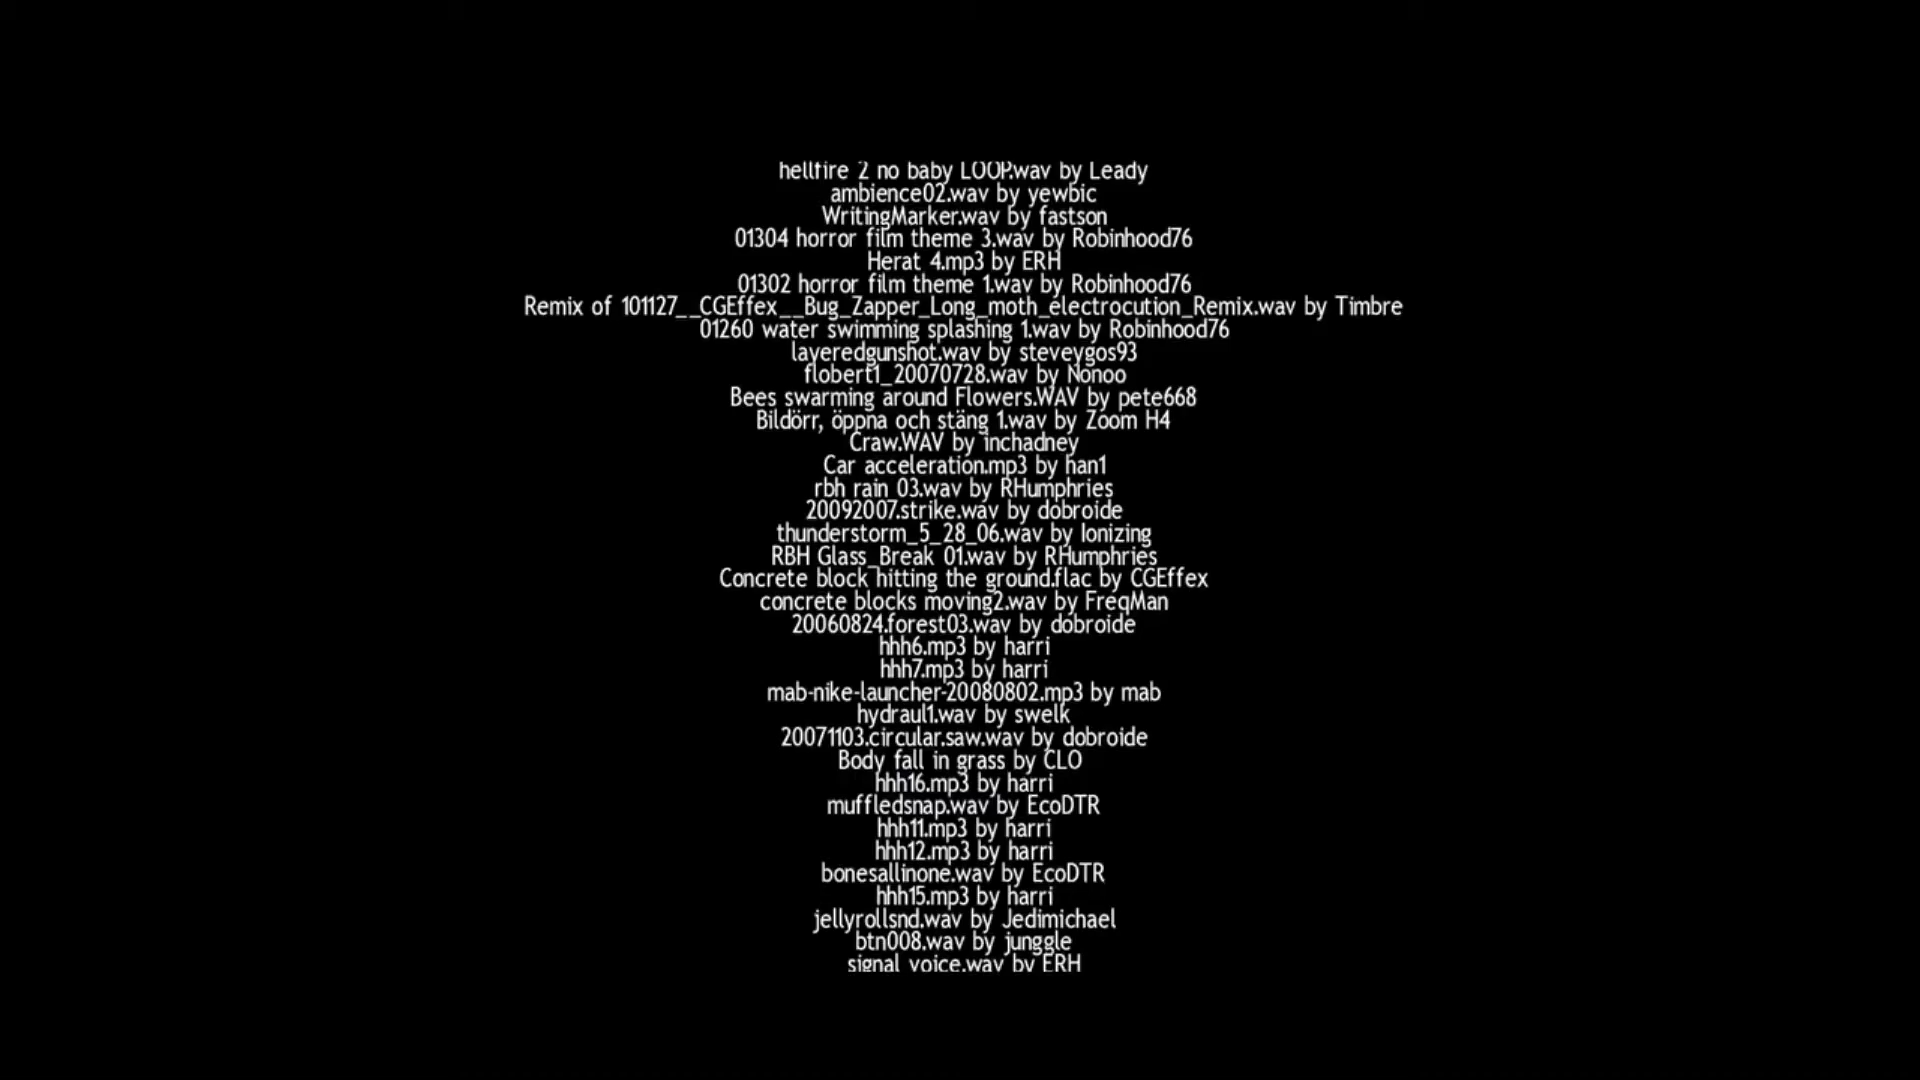 hellfire 2 no baby LOOP.wav by Leady
ambience02.wav by yewbic
WritingMarker.wav by fastson
01304 horror film theme 3.wav by Robinhood76
Herat 4.mp3 by ERH
01302 horror film theme 1.wav by Robinhood76
Remix of 101127__CGEffex__Bug_Zapper_Long_moth_electrocution_Remix.wav by Timbre
01260 water swimming splashing 1.wav by Robinhood76
layeredgunshot.wav by steveygos93
flobert1_20070728.wav by Nonoo
Bees swarming around Flowers.WAV by pete668
Bildörr, öppna och stäng 1.wav by Zoom H4
Craw.WAV by inchadney
Car acceleration.mp3 by han1
rbh rain 03.wav by RHumphries
20092007.strike.wav by dobroide
thunderstorm_5_28_06.wav by Ionizing
RBH Glass_Break 01.wav by RHumphries
Concrete block hitting the ground.flac by CGEffex
concrete blocks moving2.wav by FreqMan
20060824.forest03.wav by dobroide
hhh6.mp3 by harri
hhh7.mp3 by harri
mab-nike-launcher-20080802.mp3 by mab
hydraul1.wav by swelk
20071103.circular.saw.wav by dobroide
Body fall in grass by CLO
hhh16.mp3 by harri
muffledsnap.wav by EcoDTR
hhh11.mp3 by harri
hhh12.mp3 by harri
bonesallinone.wav by EcoDTR
hhh15.mp3 by harri
jellyrollsnd.wav by Jedimichael
btn008.wav by junggle
signal voice.wav by ERH